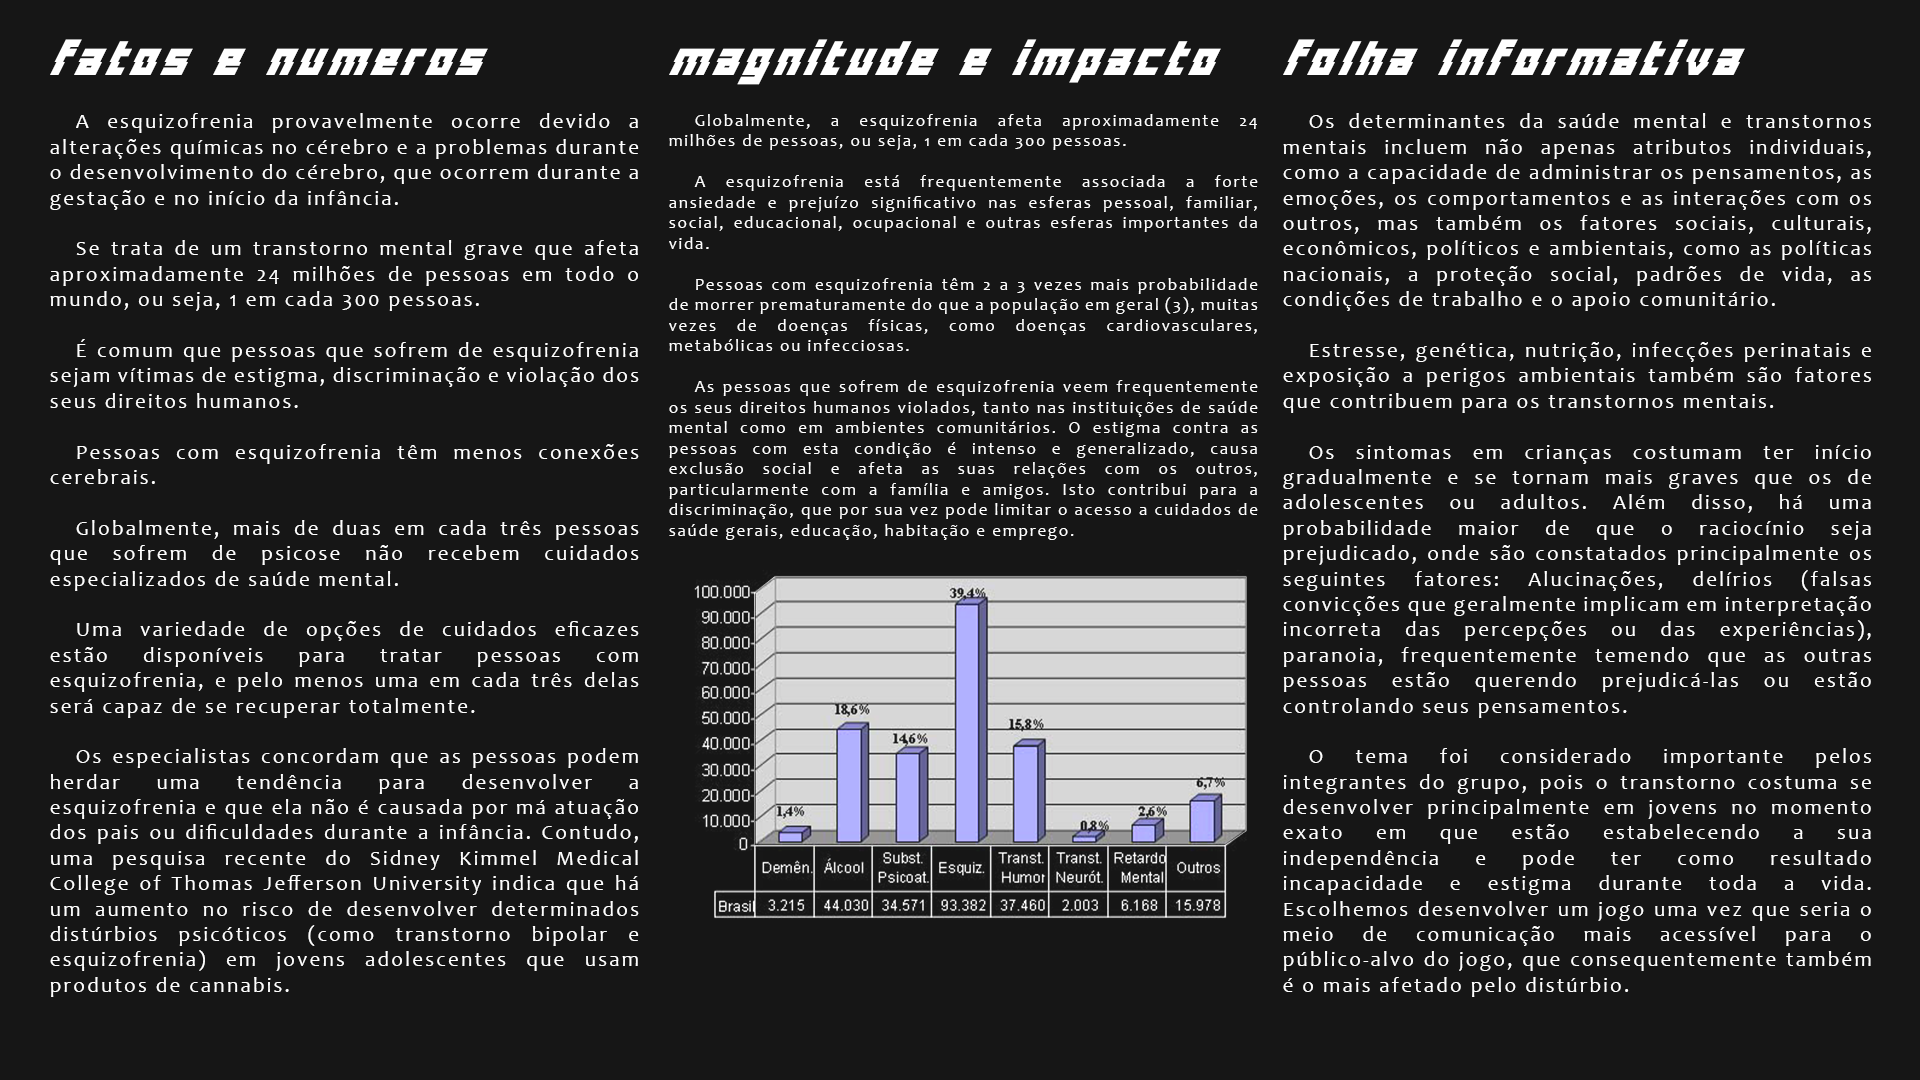 fatos e numeros
A esquizofrenia provavelmente ocorre devido a
alterações químicas no cérebro e a problemas durante
o desenvolvimento do cérebro, que ocorrem durante a
gestação e no início da infância.
Se trata de um transtorno mental grave que afeta
aproximadamente 24 milhões de pessoas em todo o
mundo, ou seja, 1 em cada 300 pessoas.
É comum que pessoas que sofrem de esquizofrenia
sejam vítimas de estigma, discriminação e violação dos
seus direitos humanos.
Pessoas com esquizofrenia têm menos conexões
cerebrais.
Globalmente, mais de duas em cada três pessoas
que sofrem de psicose não recebem cuidados
especializados de saúde mental.
Uma variedade de opções de cuidados eficazes
estão disponíveis para tratar pessoas com
esquizofrenia, e pelo menos uma em cada três delas
será capaz de se recuperar totalmente.
Os especialistas concordam que as pessoas podem
herdar uma tendência para desenvolver a
esquizofrenia e que ela não é causada por má atuação
dos pais ou dificuldades durante a infância. Contudo,
uma pesquisa recente do Sidney Kimmel Medical
College of Thomas Jefferson University indica que há
um aumento no risco de desenvolver determinados
distúrbios psicóticos (como transtorno bipolar e
esquizofrenia) em jovens adolescentes que usam
produtos de cannabis.
magnitude e impacto
Globalmente, a esquizofrenia afeta aproximadamente 24
milhões de pessoas, ou seja, 1 em cada 300 pessoas.
A esquizofrenia está frequentemente associada a forte
ansiedade e prejuízo significativo nas esferas pessoal, familiar,
social, educacional, ocupacional e outras esferas importantes da
vida.
Pessoas com esquizofrenia têm 2 a 3 vezes mais probabilidade
de morrer prematuramente do que a população em geral (3), muitas
vezes de doenças físicas, como doenças cardiovasculares,
metabólicas ou infecciosas.
As pessoas que sofrem de esquizofrenia veem frequentemente
os seus direitos humanos violados, tanto nas instituições de saúde
mental como em ambientes comunitários. O estigma contra as
pessoas com esta condição é intenso e generalizado, causa
exclusão social e afeta as suas relações com os outros,
particularmente com a família e amigos. Isto contribui para a
discriminação, que por sua vez pode limitar o acesso a cuidados de
saúde gerais, educação, habitação e emprego.
100.000
90.000
80.000
70.000
60.000
50.000
40.000
30.000
20.000
10.000
0
1,4%
18,6%
14,6%
39,4%
15,8%
0,8%
2,6%
6,7%
Demên. Álcool Subst. Psicoat. Esquiz. Transt. Humor Transt. Neurót. Retardo Mental Outros
Brasil 3.215 44.030 34.571 93.382 37.460 2.003 6.168 15.978
folha informativa
Os determinantes da saúde mental e transtornos
mentais incluem não apenas atributos individuais,
como a capacidade de administrar os pensamentos, as
emoções, os comportamentos e as interações com os
outros, mas também os fatores sociais, culturais,
econômicos, políticos e ambientais, como as políticas
nacionais, a proteção social, padrões de vida, as
condições de trabalho e o apoio comunitário.
Estresse, genética, nutrição, infecções perinatais e
exposição a perigos ambientais também são fatores
que contribuem para os transtornos mentais.
Os sintomas em crianças costumam ter início
gradualmente e se tornam mais graves que os de
adolescentes ou adultos. Além disso, há uma
probabilidade maior de que o raciocínio seja
prejudicado, onde são constatados principalmente os
seguintes fatores: Alucinações, delírios (falsas
convicções que geralmente implicam em interpretação
incorreta das percepções ou das experiências),
paranoia, frequentemente temendo que as outras
pessoas estão querendo prejudicá-las ou estão
controlando seus pensamentos.
O tema foi considerado importante pelos
integrantes do grupo, pois o transtorno costuma se
desenvolver principalmente em jovens no momento
exato em que estão estabelecendo a sua
independência e pode ter como resultado
incapacidade e estigma durante toda a vida.
Escolhemos desenvolver um jogo uma vez que seria o
meio de comunicação mais acessível para o
público-alvo do jogo, que consequentemente também
é o mais afetado pelo distúrbio.